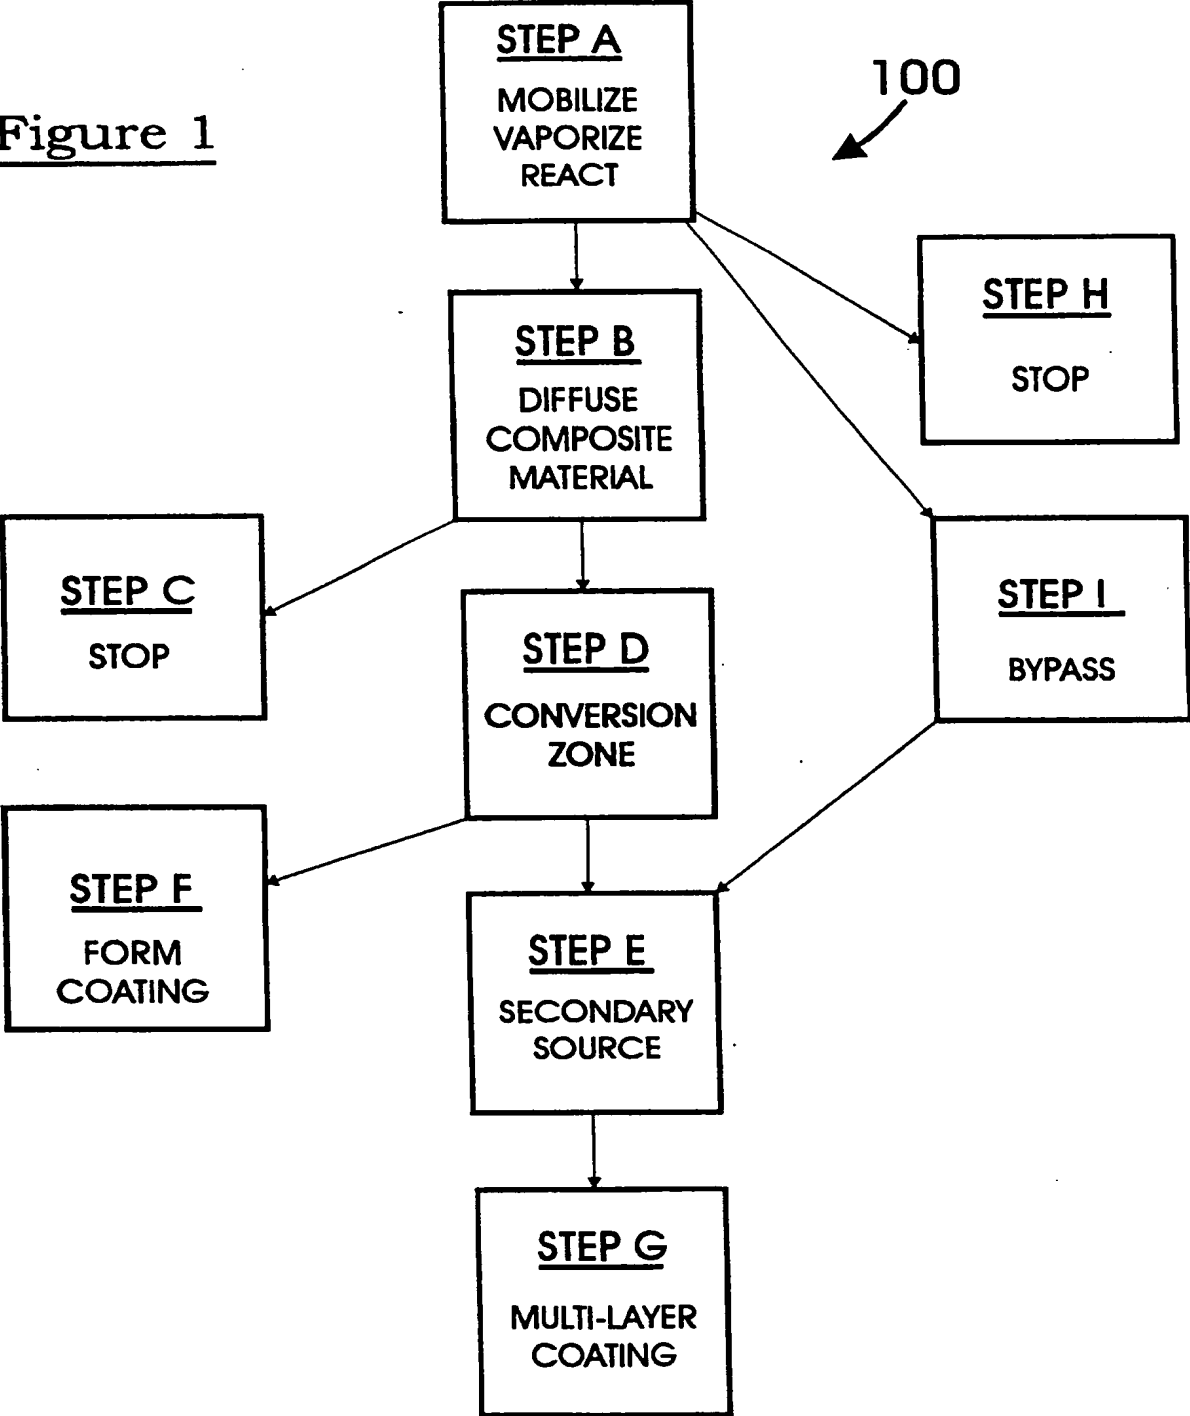 STEP A
MOBILIZE
VAPORIZE
REACT
100
Figure 1
STEP H
STOP
STEP B
DIFFUSE
COMPOSITE
MATERIAL
STEP C
STOP
STEP D
CONVERSION
ZONE
STEP I
BYPASS
STEP F
FORM
COATING
STEP E
SECONDARY
SOURCE
STEP G
MULTI-LAYER
COATING